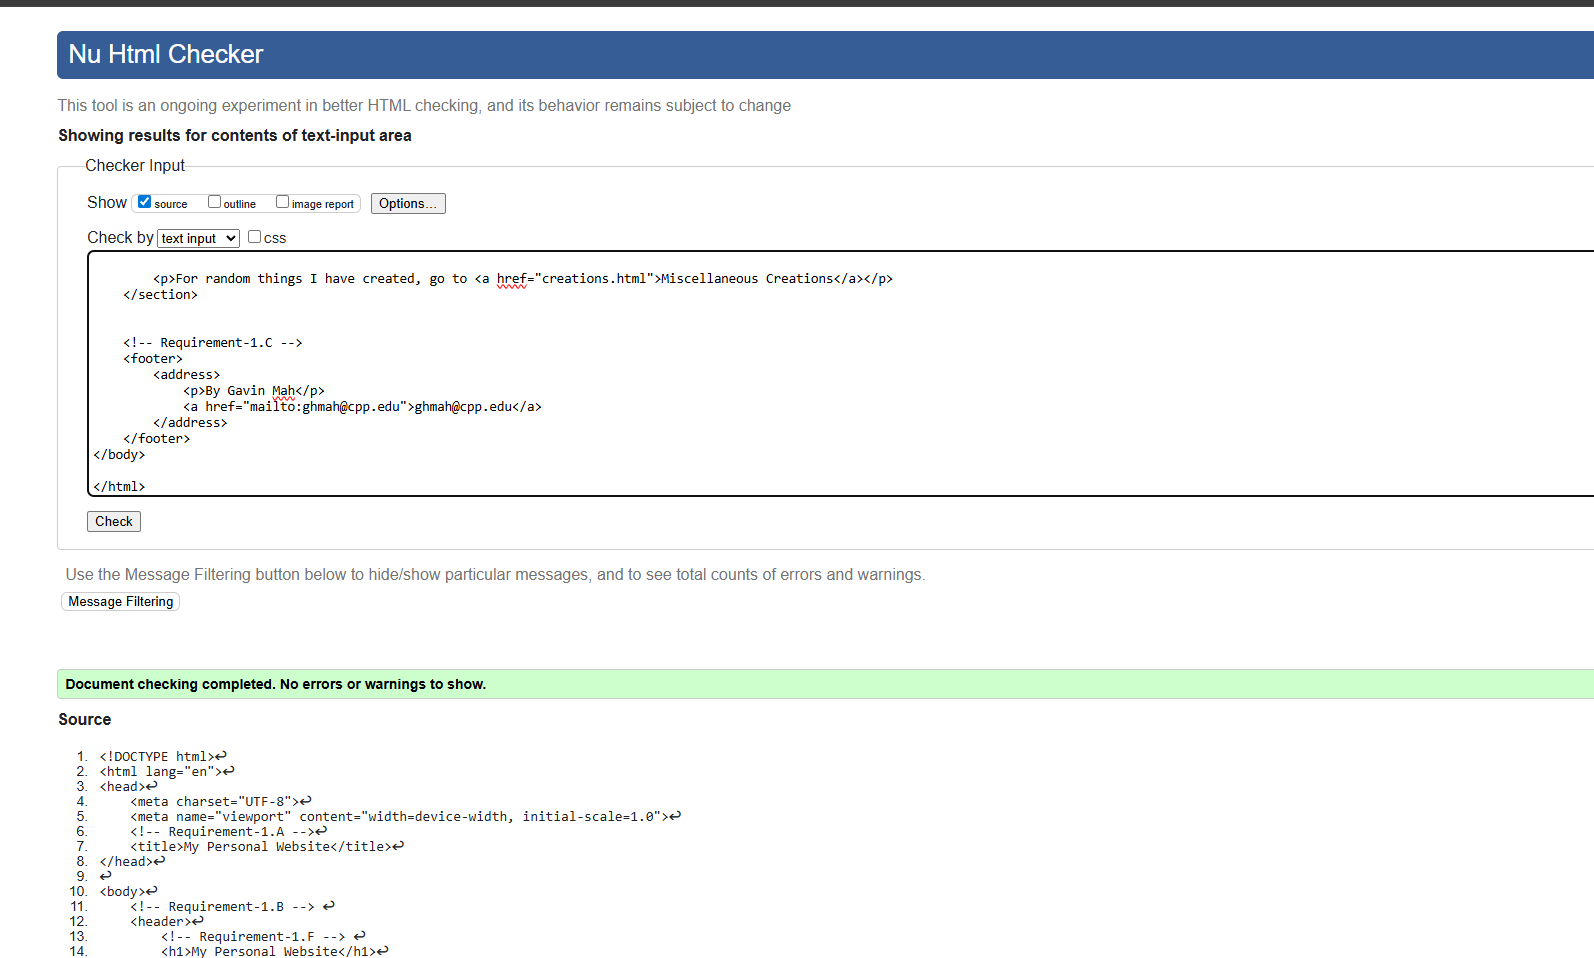 Nu Html Checker
This tool is an ongoing experiment in better HTML checking, and its behavior remains subject to change
Showing results for contents of text-input area
Checker Input
Show source outline image report Options...
Check by text input css
<p>For random things I have created, go to <a href="creations.html">Miscellaneous Creations</a></p>
</section>
<!-- Requirement-1.C -->
<footer>
<address>
<p>By Gavin Mah</p>
<a href="mailto:ghmah@cpp.edu">ghmah@cpp.edu</a>
</address>
</footer>
</body>
</html>
Check
Use the Message Filtering button below to hide/show particular messages, and to see total counts of errors and warnings.
Message Filtering
Document checking completed. No errors or warnings to show.
Source
1. <!DOCTYPE html>↩
2. <html lang="en">↩
3. <head>↩
4. <meta charset="UTF-8">↩
5. <meta name="viewport" content="width=device-width, initial-scale=1.0">↩
6. <!-- Requirement-1.A -->↩
7. <title>My Personal Website</title>↩
8. </head>↩
9. ↩
10. <body>↩
11. <!-- Requirement-1.B --> ↩
12. <header>↩
13. <!-- Requirement-1.F --> ↩
14. <h1>My Personal Website</h1>↩